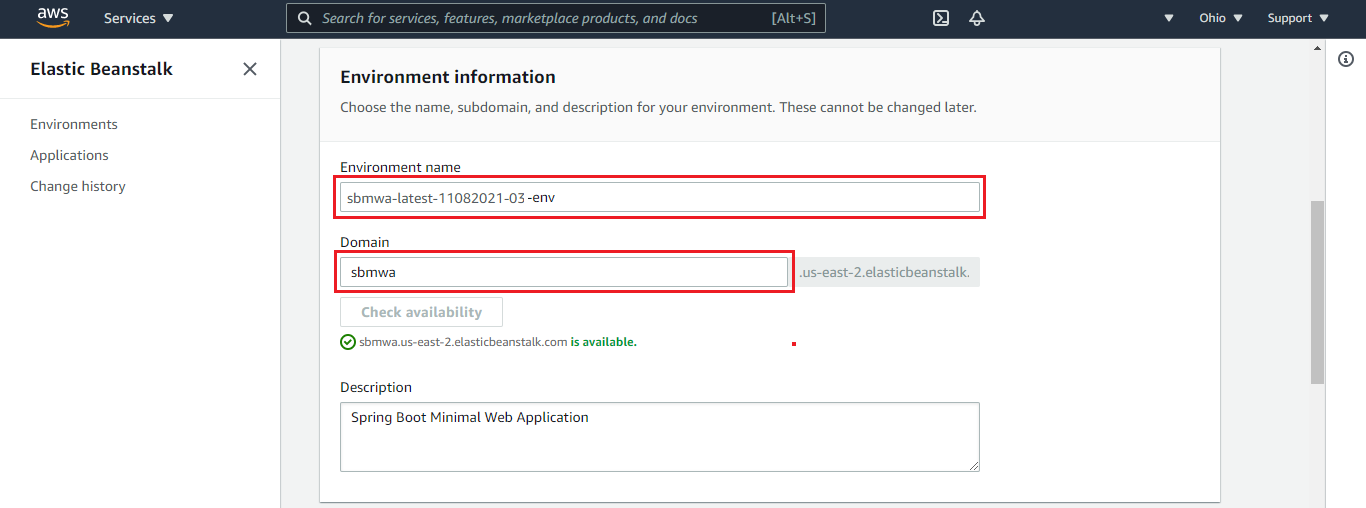 aws Services Search for services, features, marketplace products, and docs [Alt+S] Ohio Support
Elastic Beanstalk
Environments
Applications
Change history
Environment information
Choose the name, subdomain, and description for your environment. These cannot be changed later.
Environment name
sbmwa-latest-11082021-03-env
Domain
sbmwa .us-east-2.elasticbeanstalk.
Check availability
sbmwa.us-east-2.elasticbeanstalk.com is available.
Description
Spring Boot Minimal Web Application